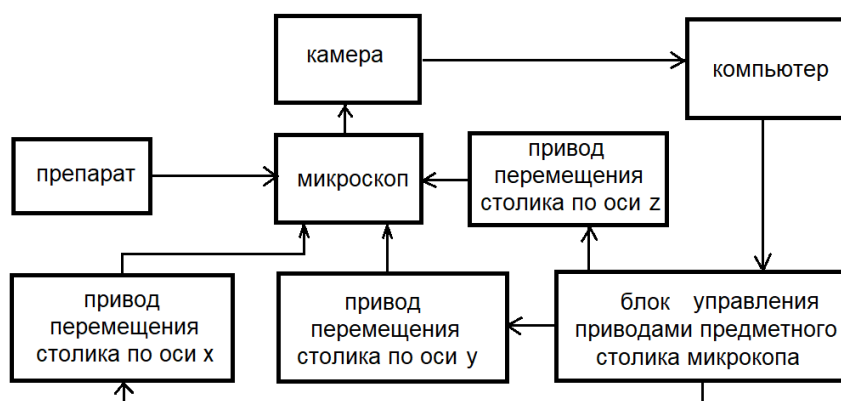 камера
компьютер
препарат
микроскоп
привод
перемещения
столика по оси z
привод
перемещения
столика по оси x
привод
перемещения
столика по оси y
блок управления
приводами предметного
столика микрокопа